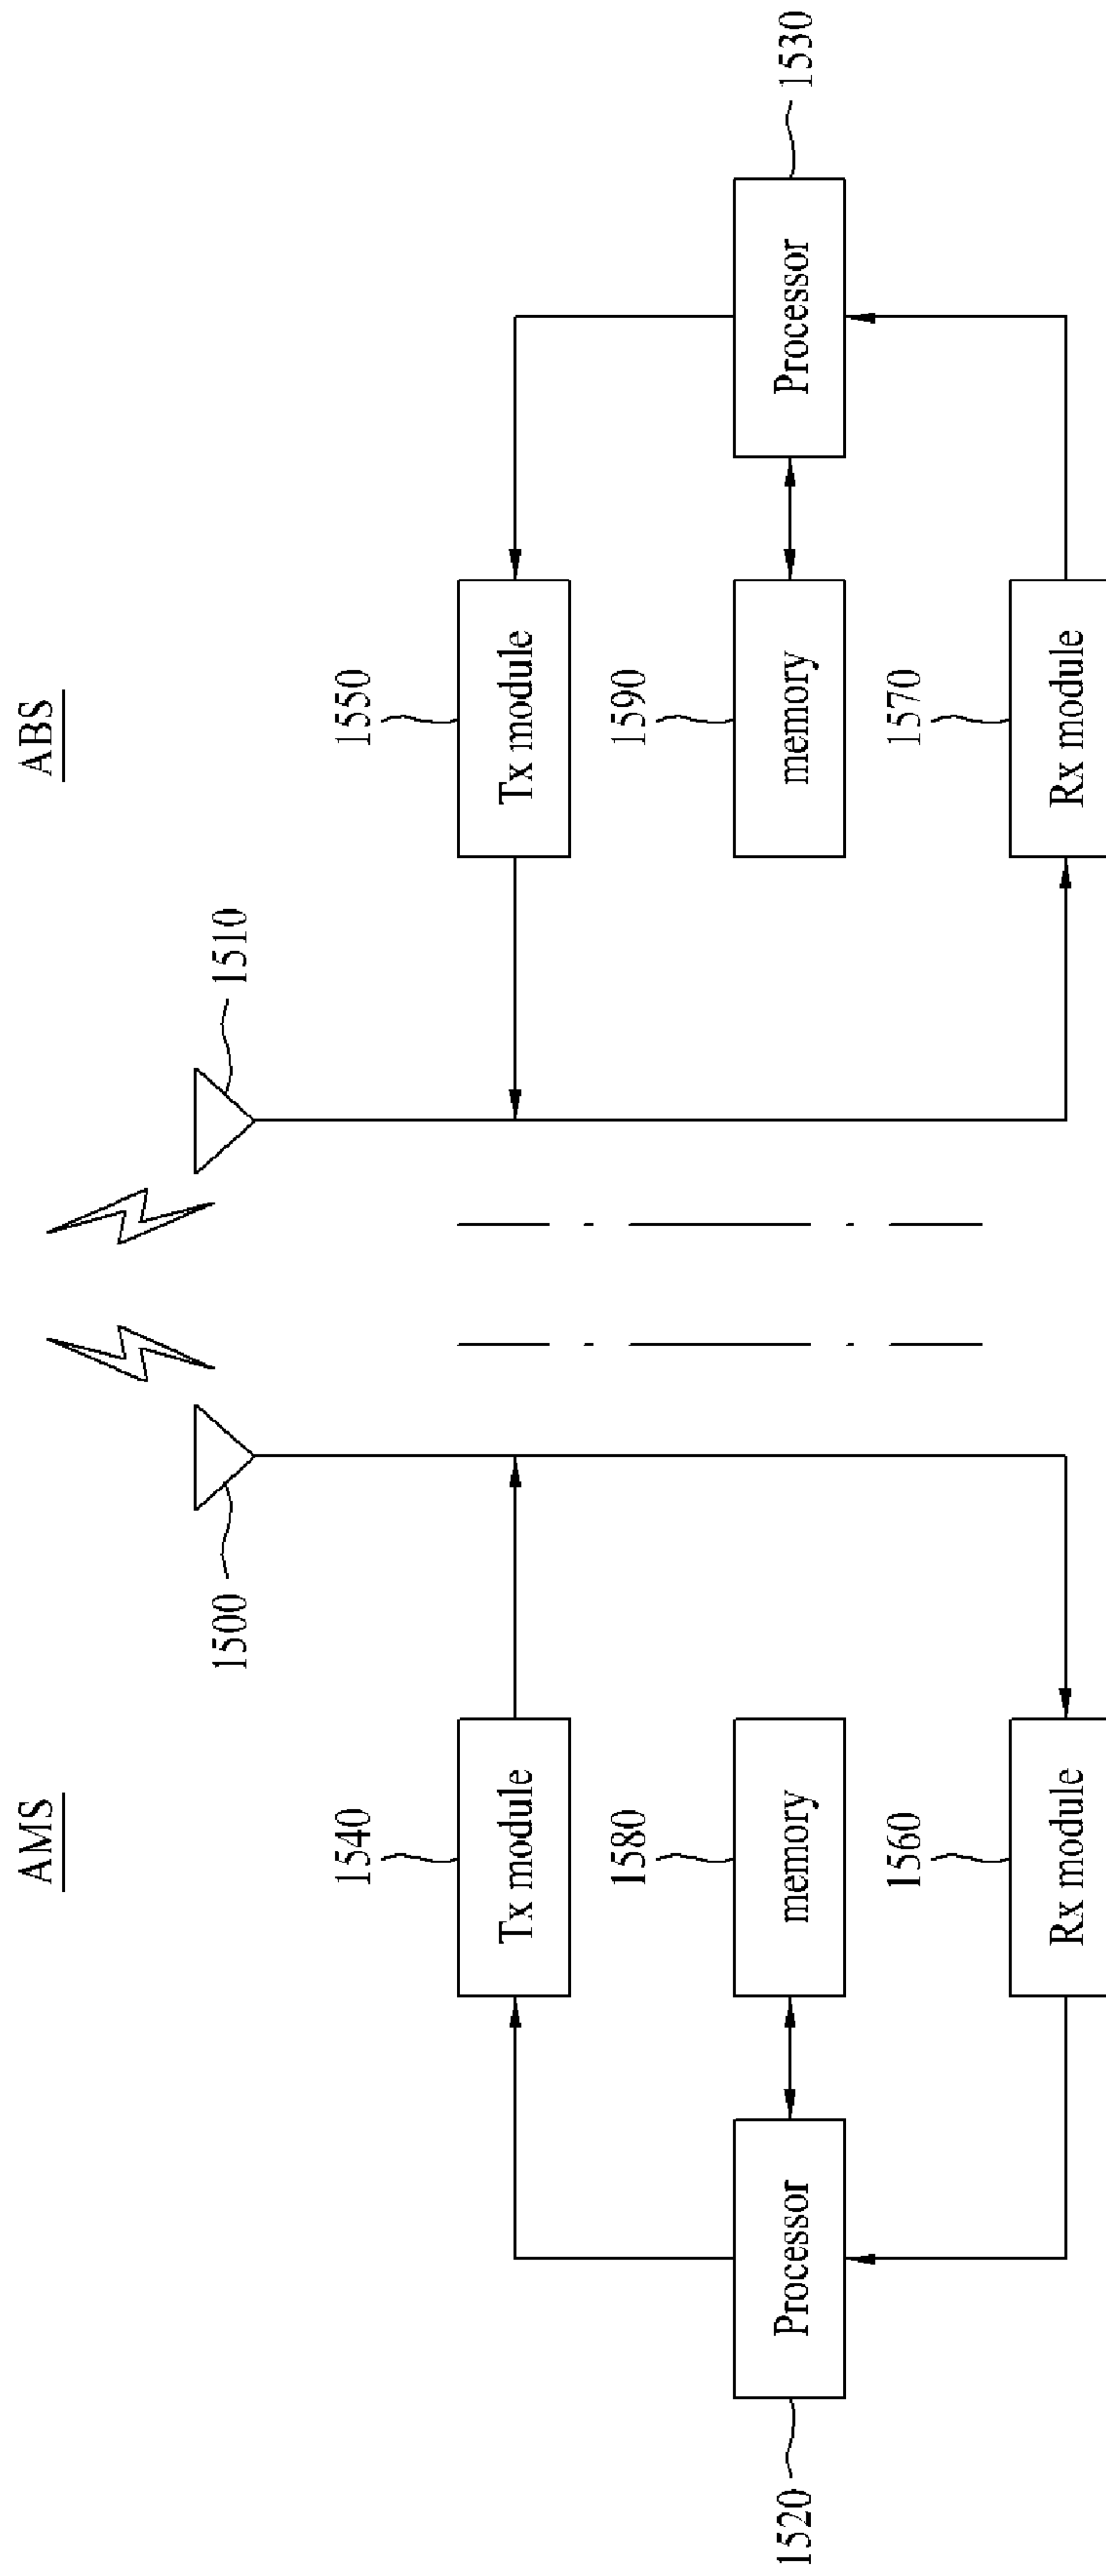 AMS
ABS
1500
1510
1540
Tx module
1550
Tx module
1520
Processor
1580
memory
1590
memory
1530
Processor
1560
Rx module
1570
Rx module